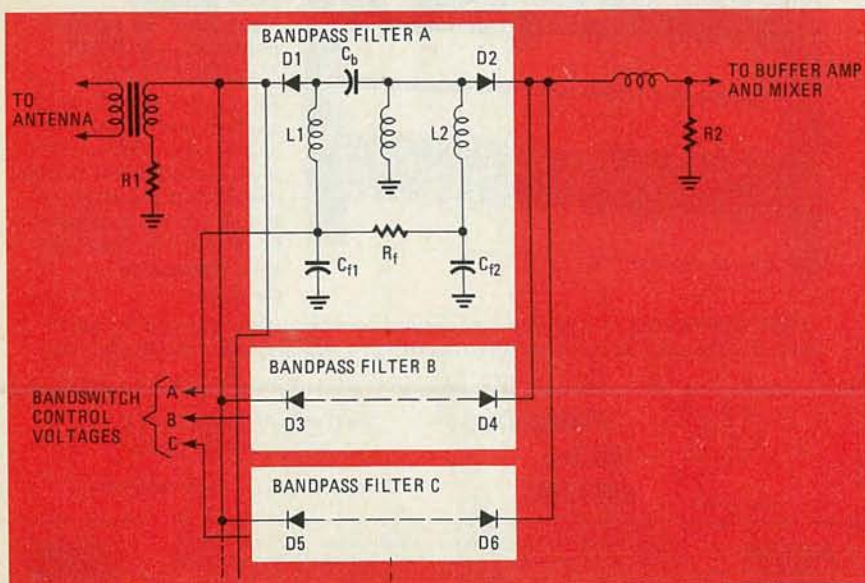 BANDPASS FILTER A
D1
Cb
D2
TO
ANTENNA
L1
L2
TO BUFFER AMP
AND MIXER
R1
R2
Rf
Cf1
Cf2
BANDPASS FILTER B
BANDSWITCH
CONTROL
VOLTAGES
A
B
C
D3
D4
BANDPASS FILTER C
D5
D6